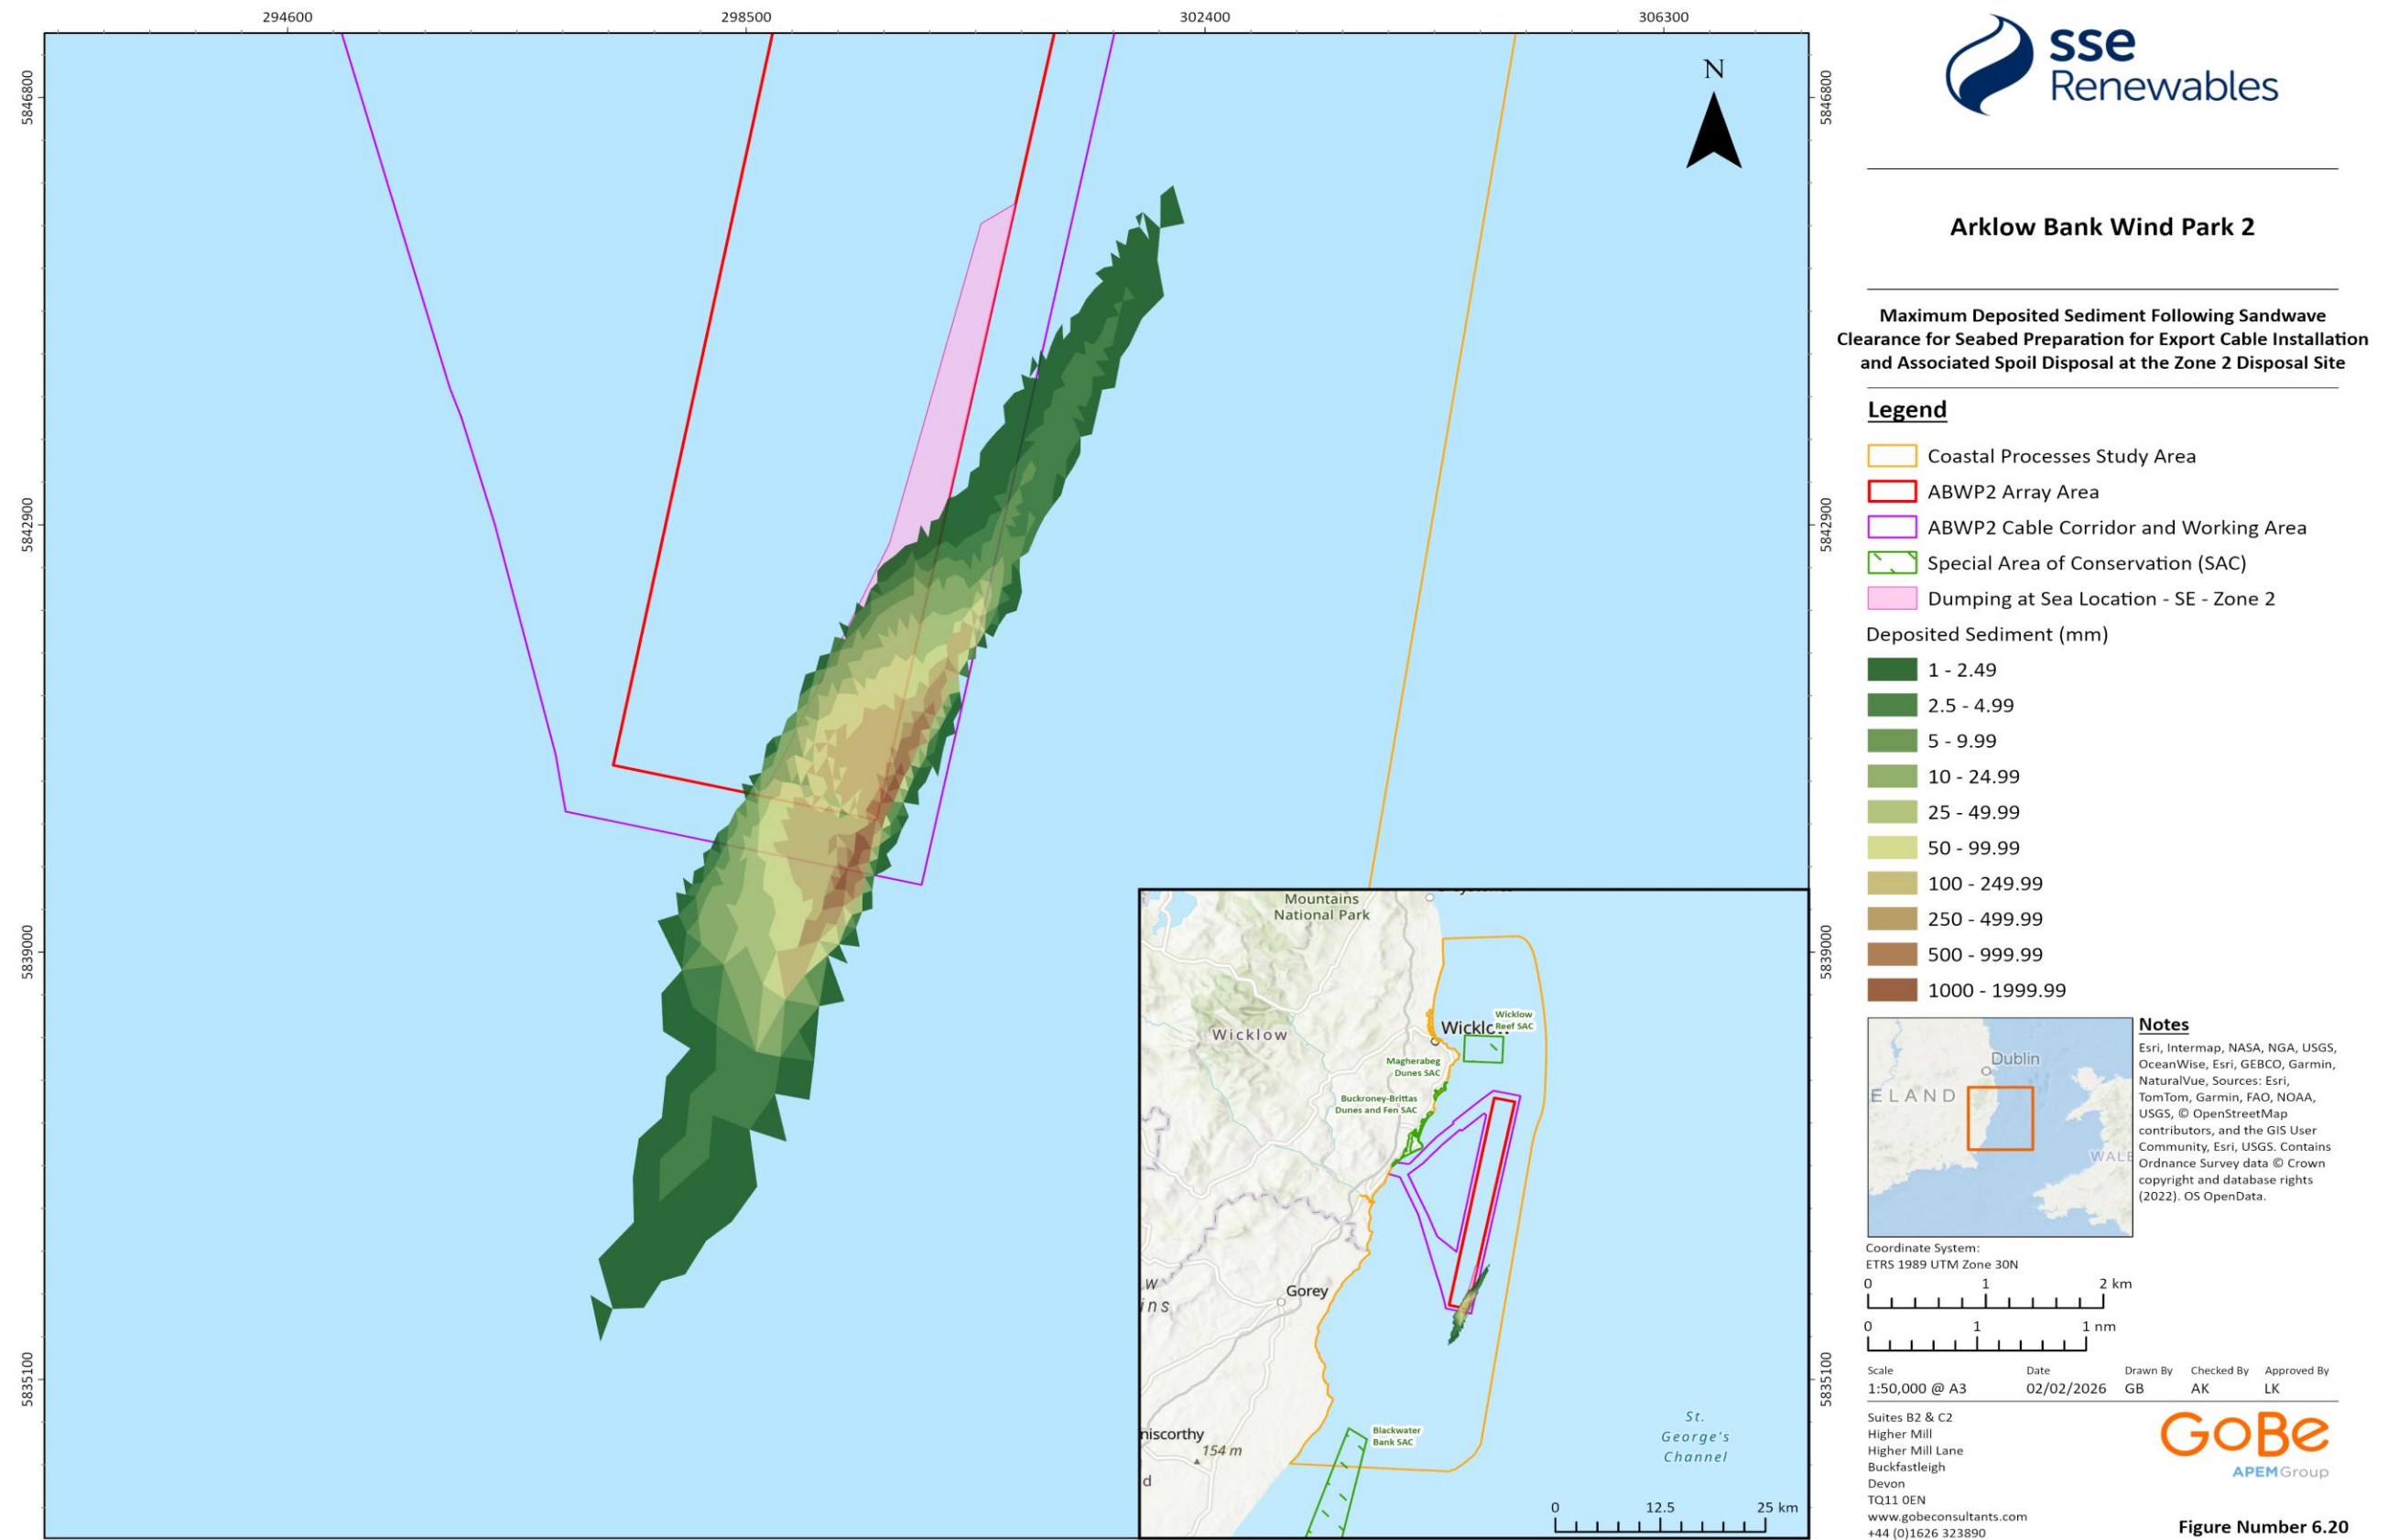 294600
298500
302400
306300
5846800
5842900
5839000
5835100
5846800
5842900
5839000
5835100
N
Mountains
National Park
Wicklow
Wicklow
Reef SAC
Magherabeg
Dunes SAC
Buckroney-Brittas
Dunes and Fen SAC
w
ins
Gorey
niscorthy
154 m
d
Blackwater
Bank SAC
St.
George's
Channel
0 12.5 25 km
sse
Renewables
Arklow Bank Wind Park 2
Maximum Deposited Sediment Following Sandwave
Clearance for Seabed Preparation for Export Cable Installation
and Associated Spoil Disposal at the Zone 2 Disposal Site
Legend
Coastal Processes Study Area
ABWP2 Array Area
ABWP2 Cable Corridor and Working Area
Special Area of Conservation (SAC)
Dumping at Sea Location - SE - Zone 2
Deposited Sediment (mm)
1 - 2.49
2.5 - 4.99
5 - 9.99
10 - 24.99
25 - 49.99
50 - 99.99
100 - 249.99
250 - 499.99
500 - 999.99
1000 - 1999.99
Dublin
ELAND
WALE
Notes
Esri, Intermap, NASA, NGA, USGS,
OceanWise, Esri, GEBCO, Garmin,
NaturalVue, Sources: Esri,
TomTom, Garmin, FAO, NOAA,
USGS, © OpenStreetMap
contributors, and the GIS User
Community, Esri, USGS. Contains
Ordnance Survey data © Crown
copyright and database rights
(2022). OS OpenData.
Coordinate System:
ETRS 1989 UTM Zone 30N
0 1 2 km
0 1 1 nm
Scale Date Drawn By Checked By Approved By
1:50,000 @ A3 02/02/2026 GB AK LK
Suites B2 & C2
Higher Mill
Higher Mill Lane
Buckfastleigh
Devon
TQ11 0EN
www.gobeconsultants.com
+44 (0)1626 323890
GoBe
APEMGroup
Figure Number 6.20